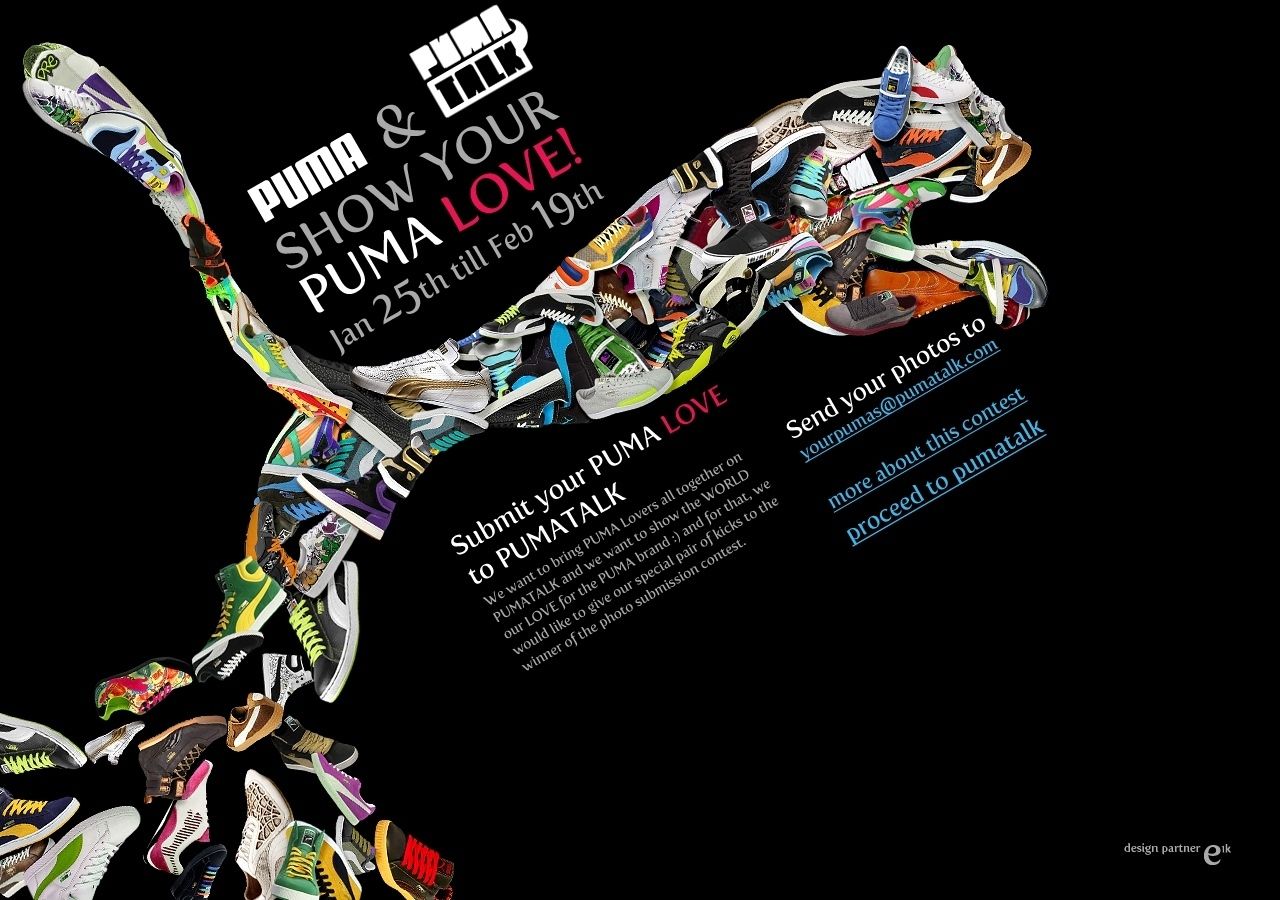 PUMA
TALK
PUMA &
SHOW YOUR
PUMA LOVE!
Jan 25th till Feb 19th
Submit your PUMA LOVE
to PUMATALK
We want to bring PUMA Lovers all together on
PUMATALK and we want to show the WORLD
our LOVE for the PUMA brand :) and for that, we
would like to give our special pair of kicks to the
winner of the photo submission contest.
Send your photos to
yourpumas@pumatalk.com
more about this contest
proceed to pumatalk
design partner e1k